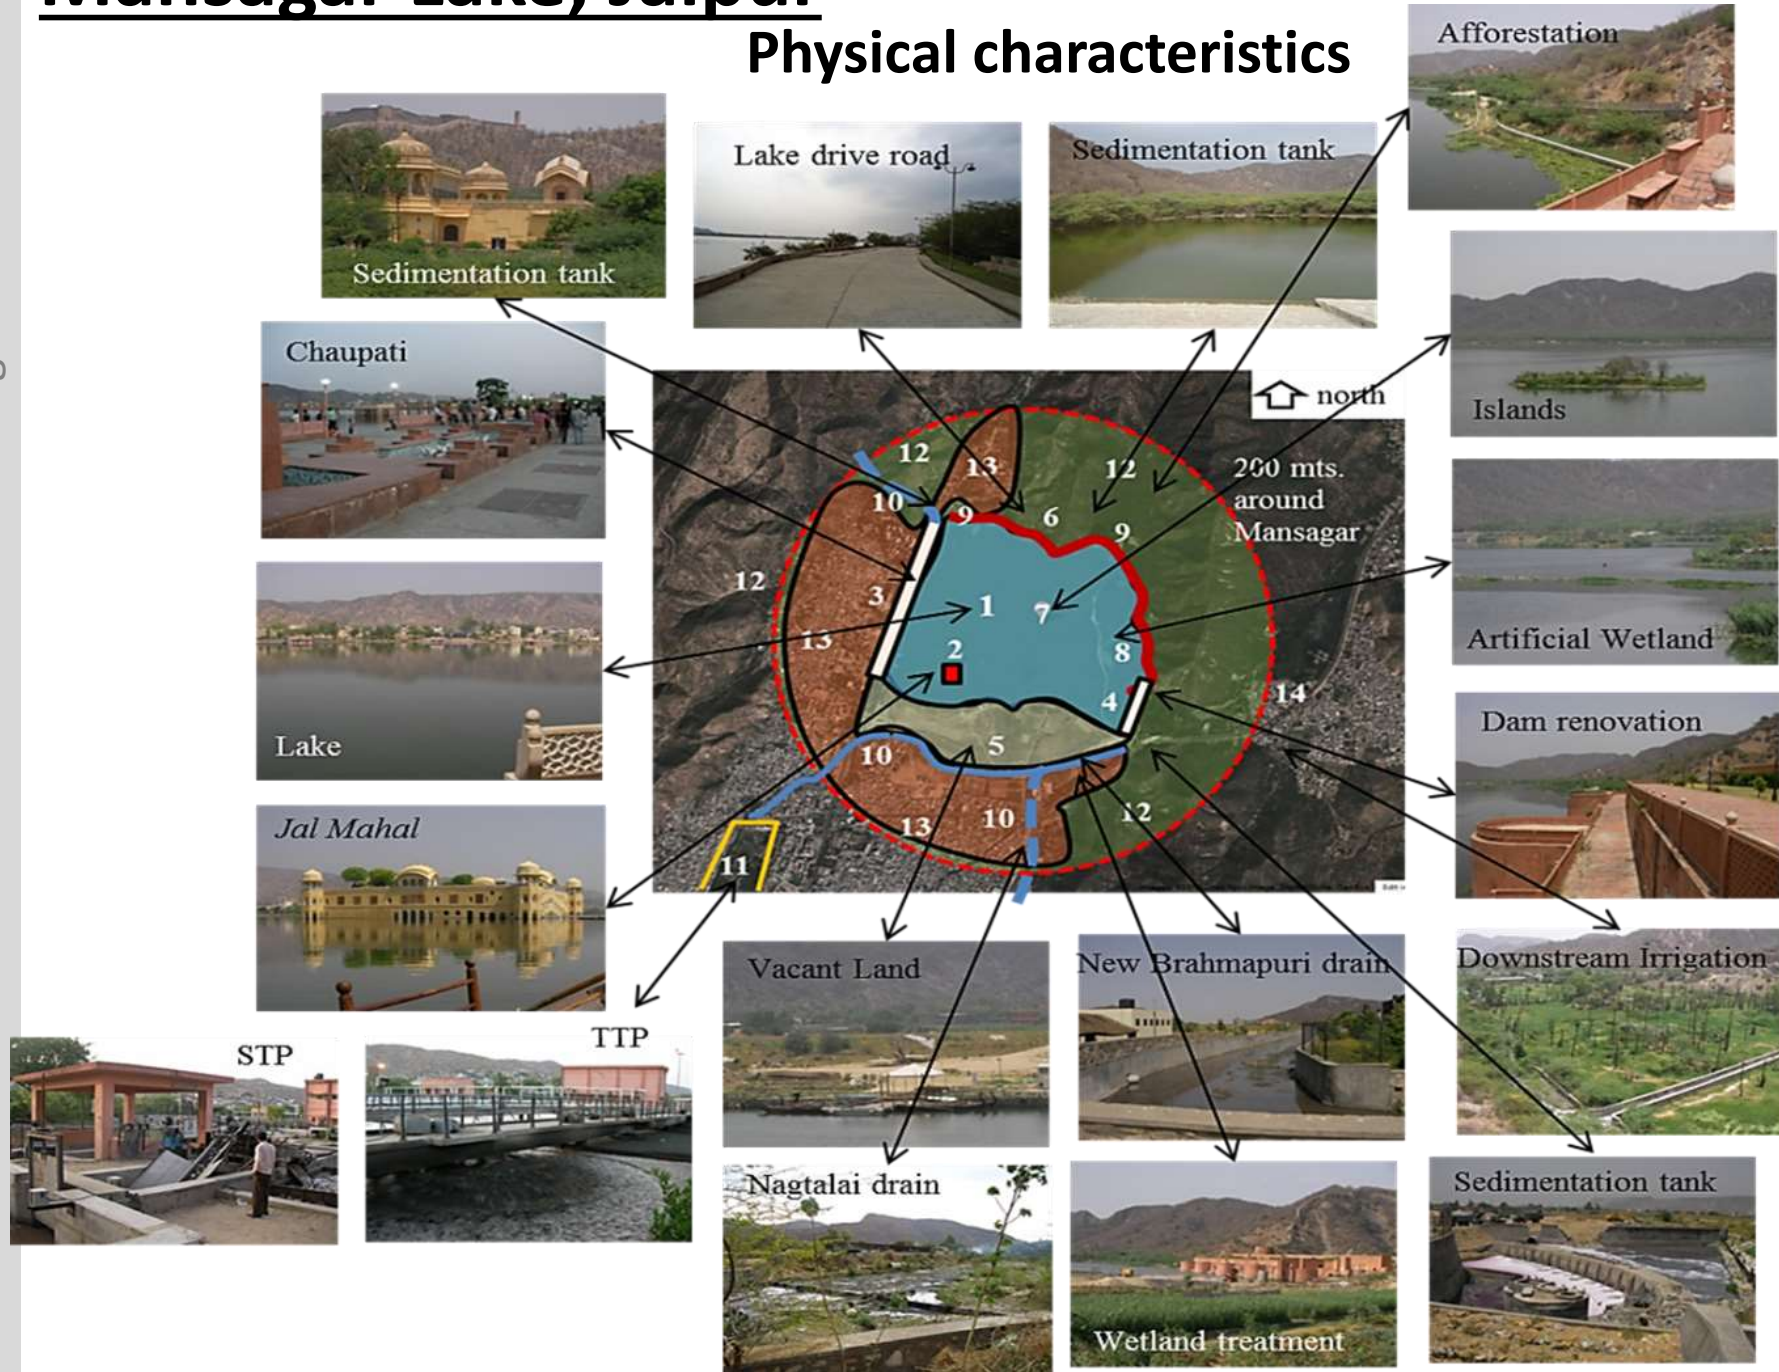 Mansagar Lake, Jaipur
Physical characteristics
Afforestation
Lake drive road
Sedimentation tank
Sedimentation tank
Chaupati
Islands
north
200 mts.
around
Mansagar
Artificial Wetland
Lake
Dam renovation
Jal Mahal
12
13
12
10
9
6
9
12
3
1
7
13
2
8
4
14
5
10
13
10
12
11
Vacant Land
New Brahmapuri drain
Downstream Irrigation
STP
TTP
Nagtalai drain
Sedimentation tank
Wetland treatment